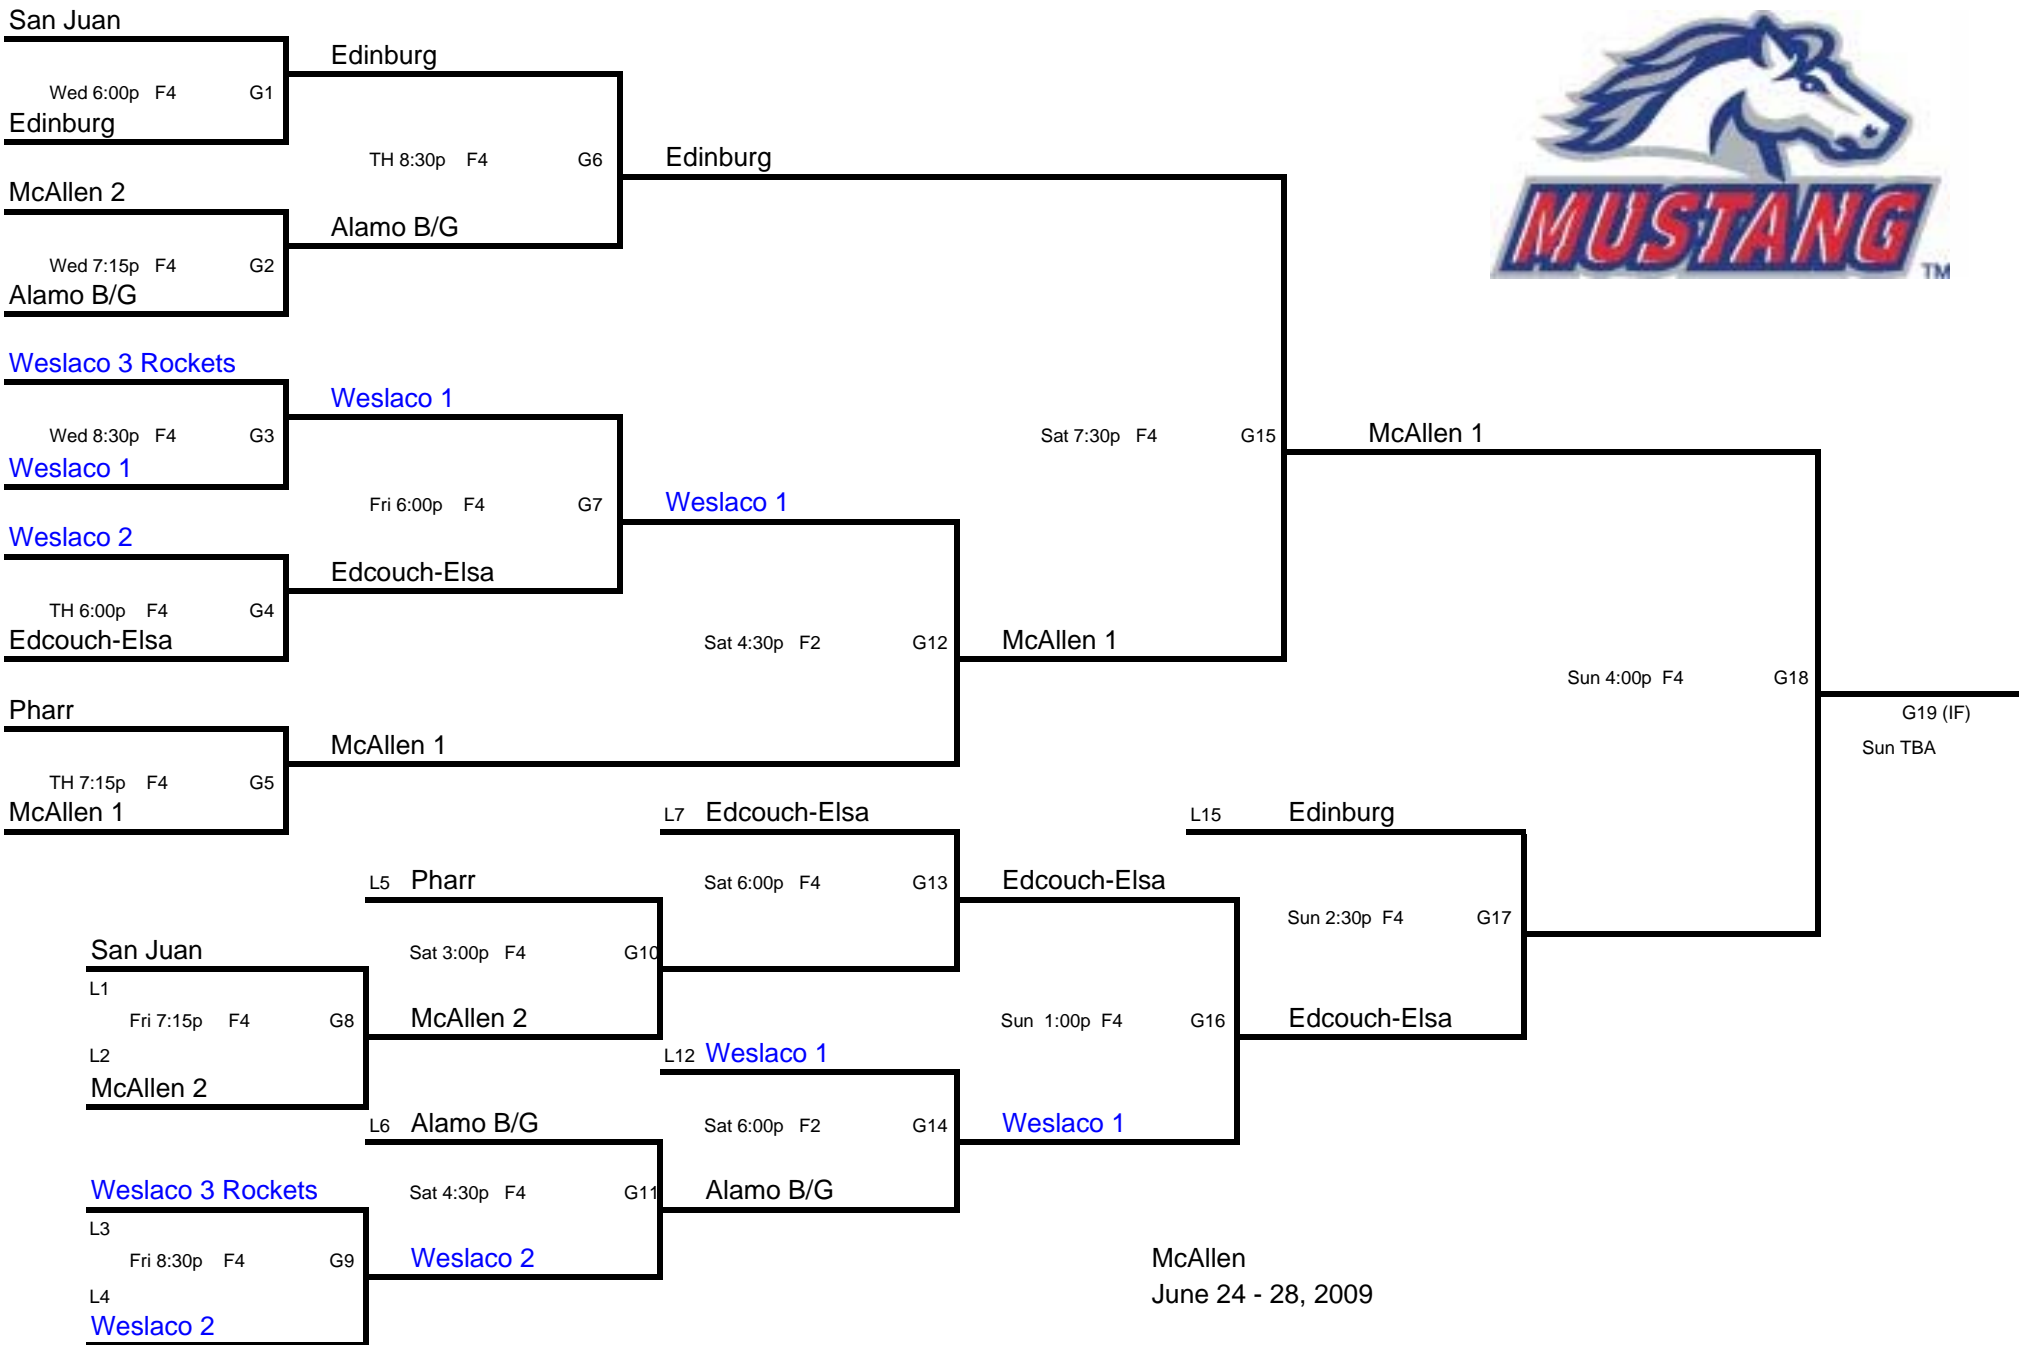 San Juan
Edinburg
Wed 6:00p F4 G1
Edinburg
TH 8:30p F4 G6
Edinburg
McAllen 2
Alamo B/G
Wed 7:15p F4 G2
Alamo B/G
MUSTANG
TM
Weslaco 3 Rockets
Weslaco 1
Wed 8:30p F4 G3
Sat 7:30p F4 G15
McAllen 1
Weslaco 1
Fri 6:00p F4 G7
Weslaco 1
Weslaco 2
Edcouch-Elsa
TH 6:00p F4 G4
Edcouch-Elsa
Sat 4:30p F2 G12
McAllen 1
Sun 4:00p F4 G18
Pharr
G19 (IF)
McAllen 1
Sun TBA
TH 7:15p F4 G5
McAllen 1
L7 Edcouch-Elsa
L15 Edinburg
L5 Pharr
Sat 6:00p F4 G13
Edcouch-Elsa
Sun 2:30p F4 G17
San Juan
Sat 3:00p F4 G10
L1
Fri 7:15p F4 G8
McAllen 2
Sun 1:00p F4 G16
Edcouch-Elsa
L2
L12 Weslaco 1
McAllen 2
L6 Alamo B/G
Sat 6:00p F2 G14
Weslaco 1
Weslaco 3 Rockets
Sat 4:30p F4 G11
Alamo B/G
L3
Fri 8:30p F4 G9
Weslaco 2
McAllen
L4
June 24 - 28, 2009
Weslaco 2